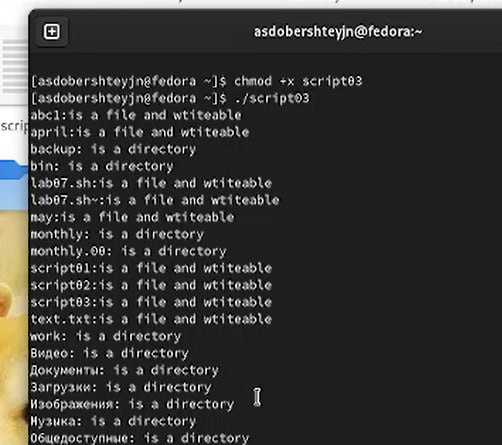 asdobershteyjn@fedora:~
[asdobershteyjn@fedora ~]$ chmod +x script03
[asdobershteyjn@fedora ~]$ ./script03
abc1:is a file and wtiteable
april:is a file and wtiteable
backup: is a directory
bin: is a directory
lab07.sh:is a file and wtiteable
lab07.sh~:is a file and wtiteable
may:is a file and wtiteable
monthly: is a directory
monthly.00: is a directory
script01:is a file and wtiteable
script02:is a file and wtiteable
script03:is a file and wtiteable
text.txt:is a file and wtiteable
work: is a directory
Видео: is a directory
Документы: is a directory
Загрузки: is a directory
Изображения: is a directory
Музыка: is a directory
Общедоступные: is a directory